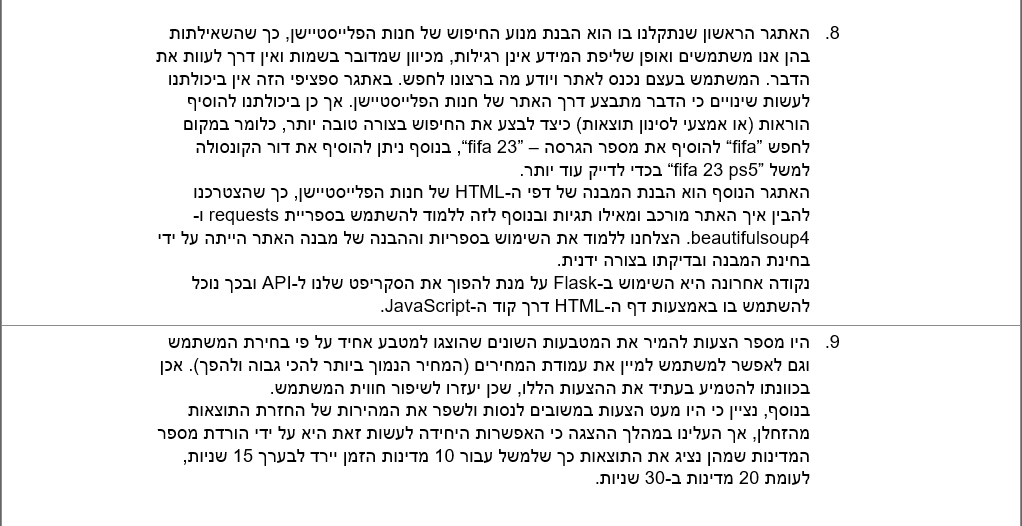 8. האתגר הראשון שנתקלנו בו הוא הבנת מנוע החיפוש של חנות הפלייסטיישן, כך שהשאילתות
בהן אנו משתמשים ואופן שליפת המידע אינן רגילות, מכיוון שמדובר בשמות ואין דרך לעוות את
הדבר. המשתמש בעצם נכנס לאתר ויודע מה ברצונו לחפש. באתגר ספציפי הזה אין ביכולתנו
לעשות שינויים כי הדבר מתבצע דרך האתר של חנות הפלייסטיישן. אך כן ביכולתנו להוסיף
הוראות (או אמצעי לסינון תוצאות) כיצד לבצע את החיפוש בצורה טובה יותר, כלומר במקום
לחפש "fifa" להוסיף את מספר הגרסה – "fifa 23", בנוסף ניתן להוסיף את דור הקונסולה
למשל "fifa 23 ps5" בכדי לדייק עוד יותר.
האתגר הנוסף הוא הבנת המבנה של דפי ה-HTML של חנות הפלייסטיישן, כך שהצטרכנו
להבין איך האתר מורכב ומאילו תגיות ובנוסף לזה ללמוד להשתמש בספריית requests ו-
beautifulsoup4. הצלחנו ללמוד את השימוש בספריות וההבנה של מבנה האתר הייתה על ידי
בחינת המבנה ובדיקתו בצורה ידנית.
נקודה אחרונה היא השימוש ב-Flask על מנת להפוך את הסקריפט שלנו ל-API ובכך נוכל
להשתמש בו באמצעות דף ה-HTML דרך קוד ה-JavaScript.
9. היו מספר הצעות להמיר את המטבעות השונים שהוצגו למטבע אחיד על פי בחירת המשתמש
וגם לאפשר למשתמש למיין את עמודת המחירים (המחיר הנמוך ביותר להכי גבוה ולהפך). אכן
בכוונתו להטמיע בעתיד את ההצעות הללו, שכן יעזרו לשיפור חווית המשתמש.
בנוסף, נציין כי היו מעט הצעות במשובים לנסות ולשפר את המהירות של החזרת התוצאות
מהזחלן, אך העלינו במהלך ההצגה כי האפשרות היחידה לעשות זאת היא על ידי הורדת מספר
המדינות שמהן נציג את התוצאות כך שלמשל עבור 10 מדינות הזמן יירד לבערך 15 שניות,
לעומת 20 מדינות ב-30 שניות.